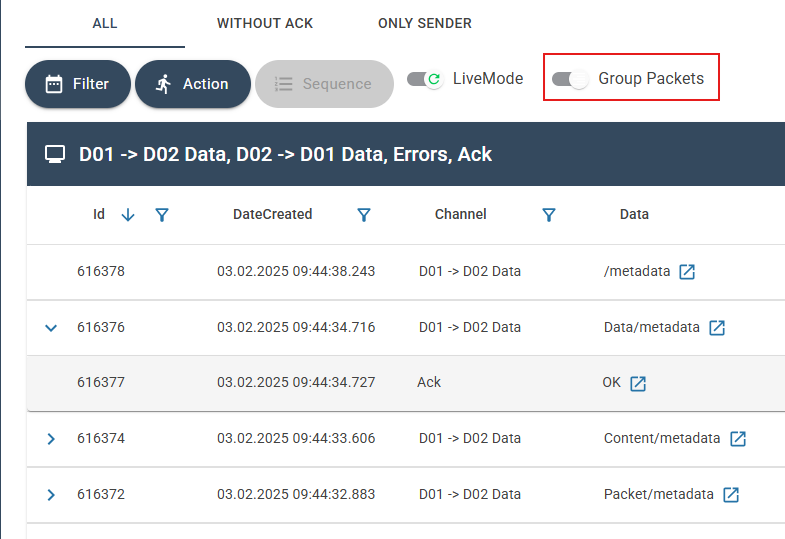 ALL WITHOUT ACK ONLY SENDER
Filter Action Sequence LiveMode Group Packets
D01 -> D02 Data, D02 -> D01 Data, Errors, Ack
Id DateCreated Channel Data
616378 03.02.2025 09:44:38.243 D01 -> D02 Data /metadata
616376 03.02.2025 09:44:34.716 D01 -> D02 Data Data/metadata
616377 03.02.2025 09:44:34.727 Ack OK
616374 03.02.2025 09:44:33.606 D01 -> D02 Data Content/metadata
616372 03.02.2025 09:44:32.883 D01 -> D02 Data Packet/metadata